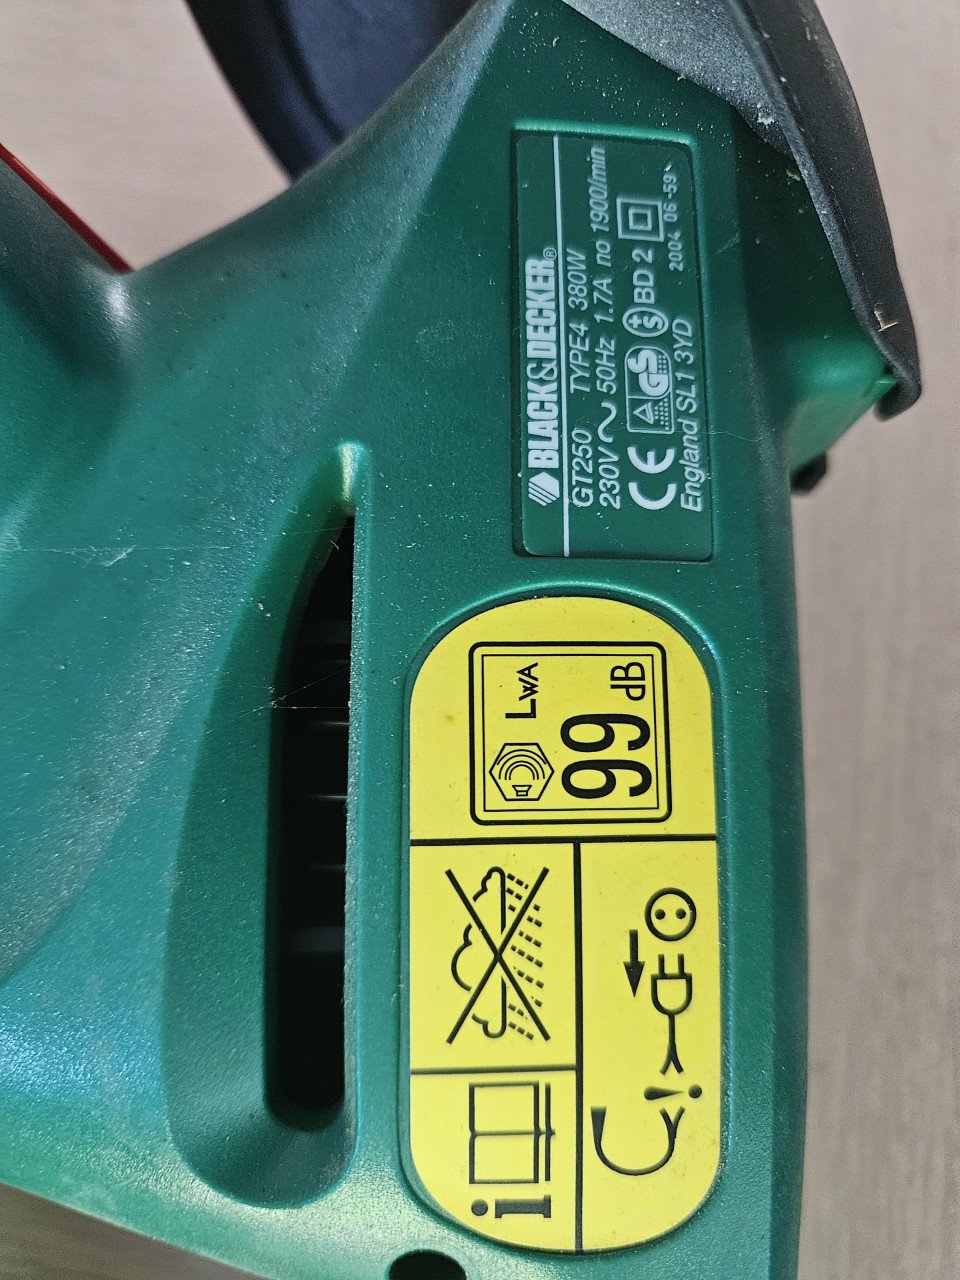 BLACK&DECKER®
GT250 TYPE4 380W
230V ~ 50Hz 1.7A no 1900/min
CE GS S BD 2
England SL1 3YD
2004 06-59
LWA
99 dB
i
!